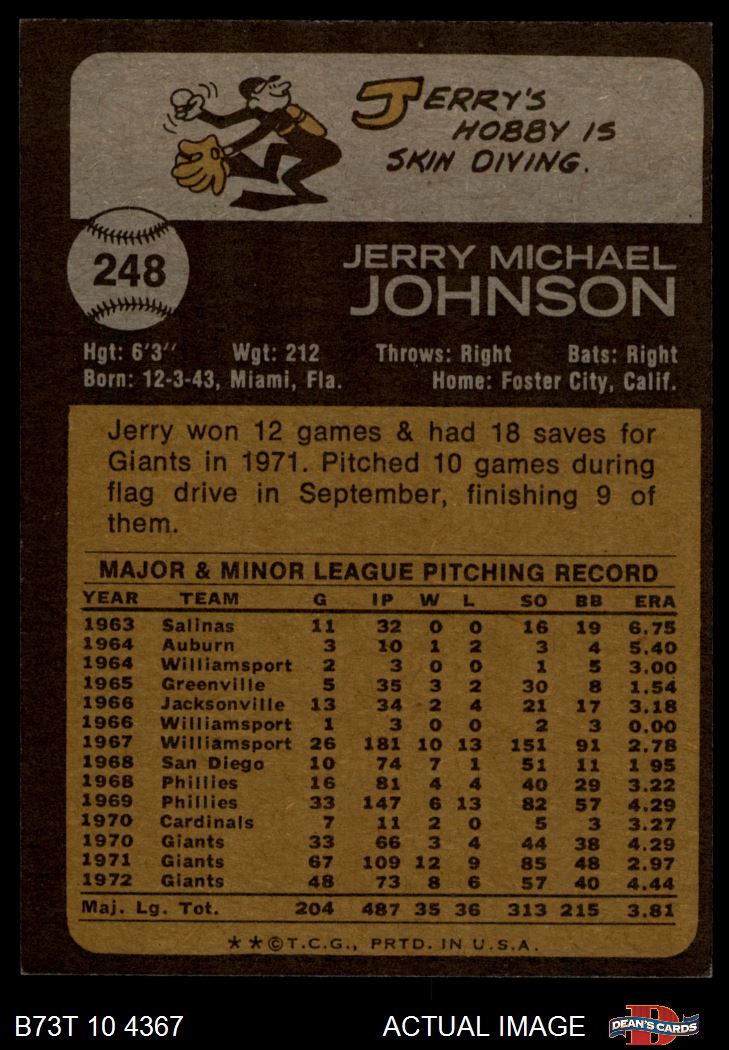 JERRY'S
HOBBY IS
SKIN DIVING.
248
JERRY MICHAEL
JOHNSON
Hgt: 6'3" Wgt: 212 Throws: Right Bats: Right
Born: 12-3-43, Miami, Fla. Home: Foster City, Calif.
Jerry won 12 games & had 18 saves for
Giants in 1971. Pitched 10 games during
flag drive in September, finishing 9 of
them.
MAJOR & MINOR LEAGUE PITCHING RECORD
YEAR TEAM G IP W L SO BB ERA
1963 Salinas 11 32 0 0 16 19 6.75
1964 Auburn 3 10 1 2 3 4 5.40
1964 Williamsport 2 3 0 0 1 5 3.00
1965 Greenville 5 35 3 2 30 8 1.54
1966 Jacksonville 13 34 2 4 21 17 3.18
1966 Williamsport 1 3 0 0 2 3 0.00
1967 Williamsport 26 181 10 13 151 91 2.78
1968 San Diego 10 74 7 1 51 11 1 95
1968 Phillies 16 81 4 4 40 29 3.22
1969 Phillies 33 147 6 13 82 57 4.29
1970 Cardinals 7 11 2 0 5 3 3.27
1970 Giants 33 66 3 4 44 38 4.29
1971 Giants 67 109 12 9 85 48 2.97
1972 Giants 48 73 8 6 57 40 4.44
Maj. Lg. Tot. 204 487 35 36 313 215 3.81
★★©T.C.G., PRTD. IN U.S.A.
B73T 10 4367 ACTUAL IMAGE DEAN'S CARDS